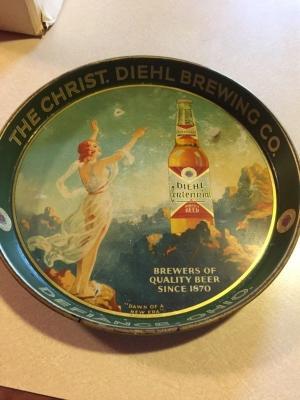 THE CHRIST. DIEHL BREWING CO.
DIEHL
Centennial
BEER
BREWERS OF
QUALITY BEER
SINCE 1870
"DAWN OF A
NEW ERA"
DEFIANCE, OHIO.